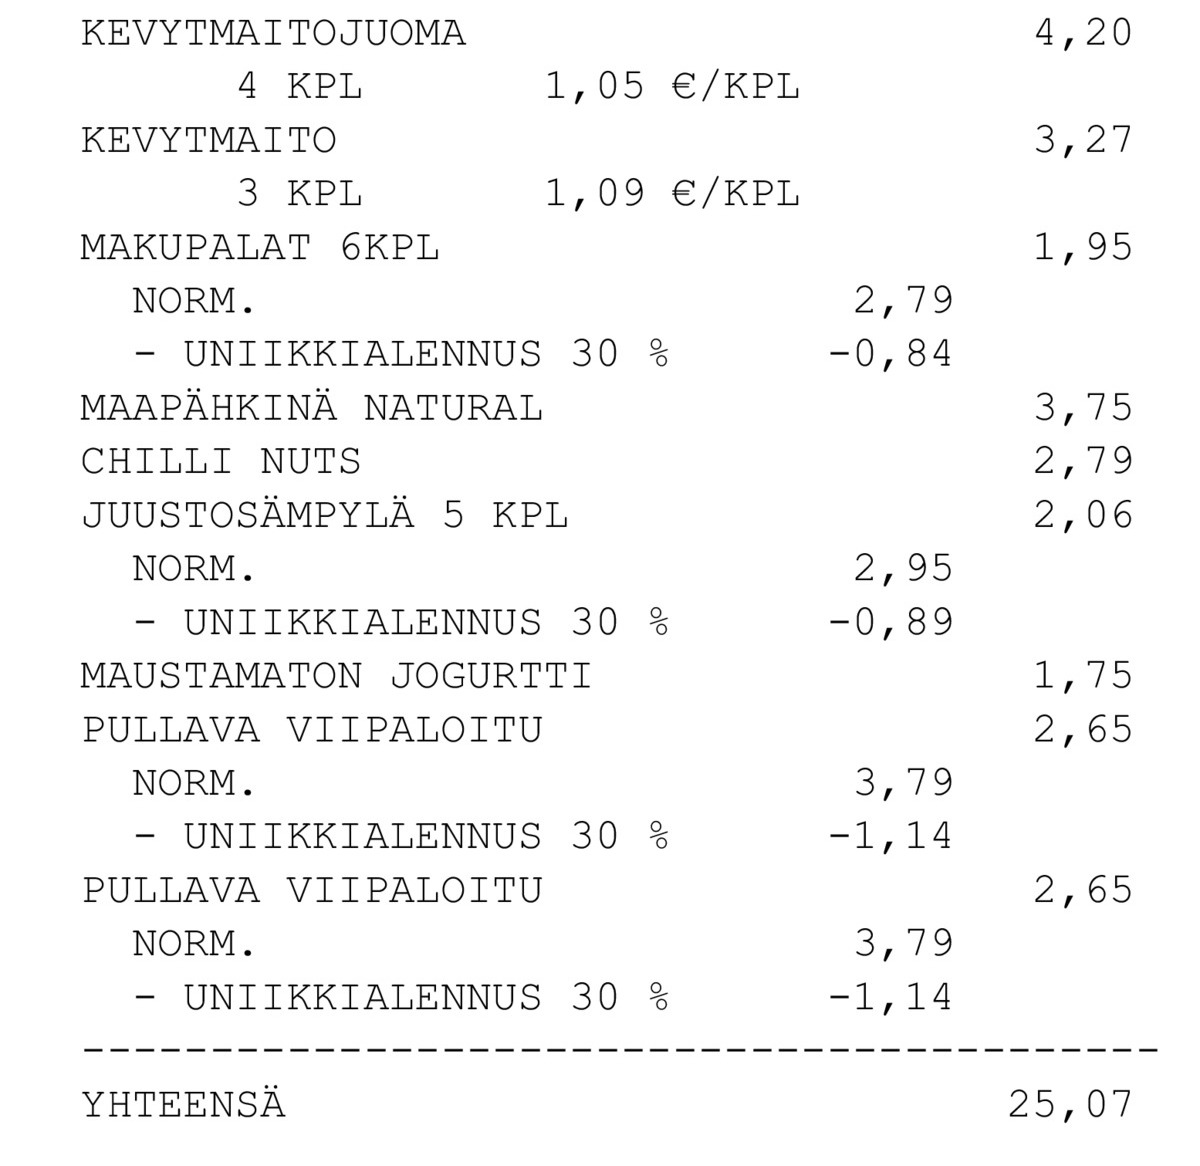 KEVYTMAITOJUOMA 4,20
4 KPL 1,05 €/KPL
KEVYTMAITO 3,27
3 KPL 1,09 €/KPL
MAKUPALAT 6KPL 1,95
NORM. 2,79
- UNIIKKIALENNUS 30 % -0,84
MAAPÄHKINÄ NATURAL 3,75
CHILLI NUTS 2,79
JUUSTOSÄMPYLÄ 5 KPL 2,06
NORM. 2,95
- UNIIKKIALENNUS 30 % -0,89
MAUSTAMATON JOGURTTI 1,75
PULLAVA VIIPALOITU 2,65
NORM. 3,79
- UNIIKKIALENNUS 30 % -1,14
PULLAVA VIIPALOITU 2,65
NORM. 3,79
- UNIIKKIALENNUS 30 % -1,14
------------------------------------------
YHTEENSÄ 25,07